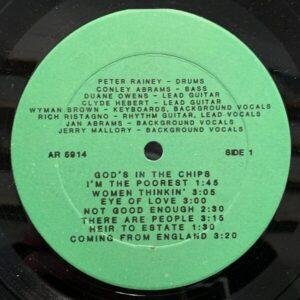 PETER RAINEY - DRUMS
CONLEY ABRAMS - BASS
DUANE OWENS - LEAD GUITAR
CLYDE HEBERT - LEAD GUITAR
WYMAN BROWN - KEYBOARDS, BACKGROUND VOCALS
RICH RISTAGNO - RHYTHM GUITAR, LEAD VOCALS
JAN ABRAMS - BACKGROUND VOCALS
JERRY MALLORY - BACKGROUND VOCALS
AR 5914 SIDE 1
GOD'S IN THE CHIPS
I'M THE POOREST 1:45
WOMEN THINKIN' 3:05
EYE OF LOVE 3:00
NOT GOOD ENOUGH 2:30
THERE ARE PEOPLE 3:15
HEIR TO ESTATE 1:30
COMING FROM ENGLAND 3:20